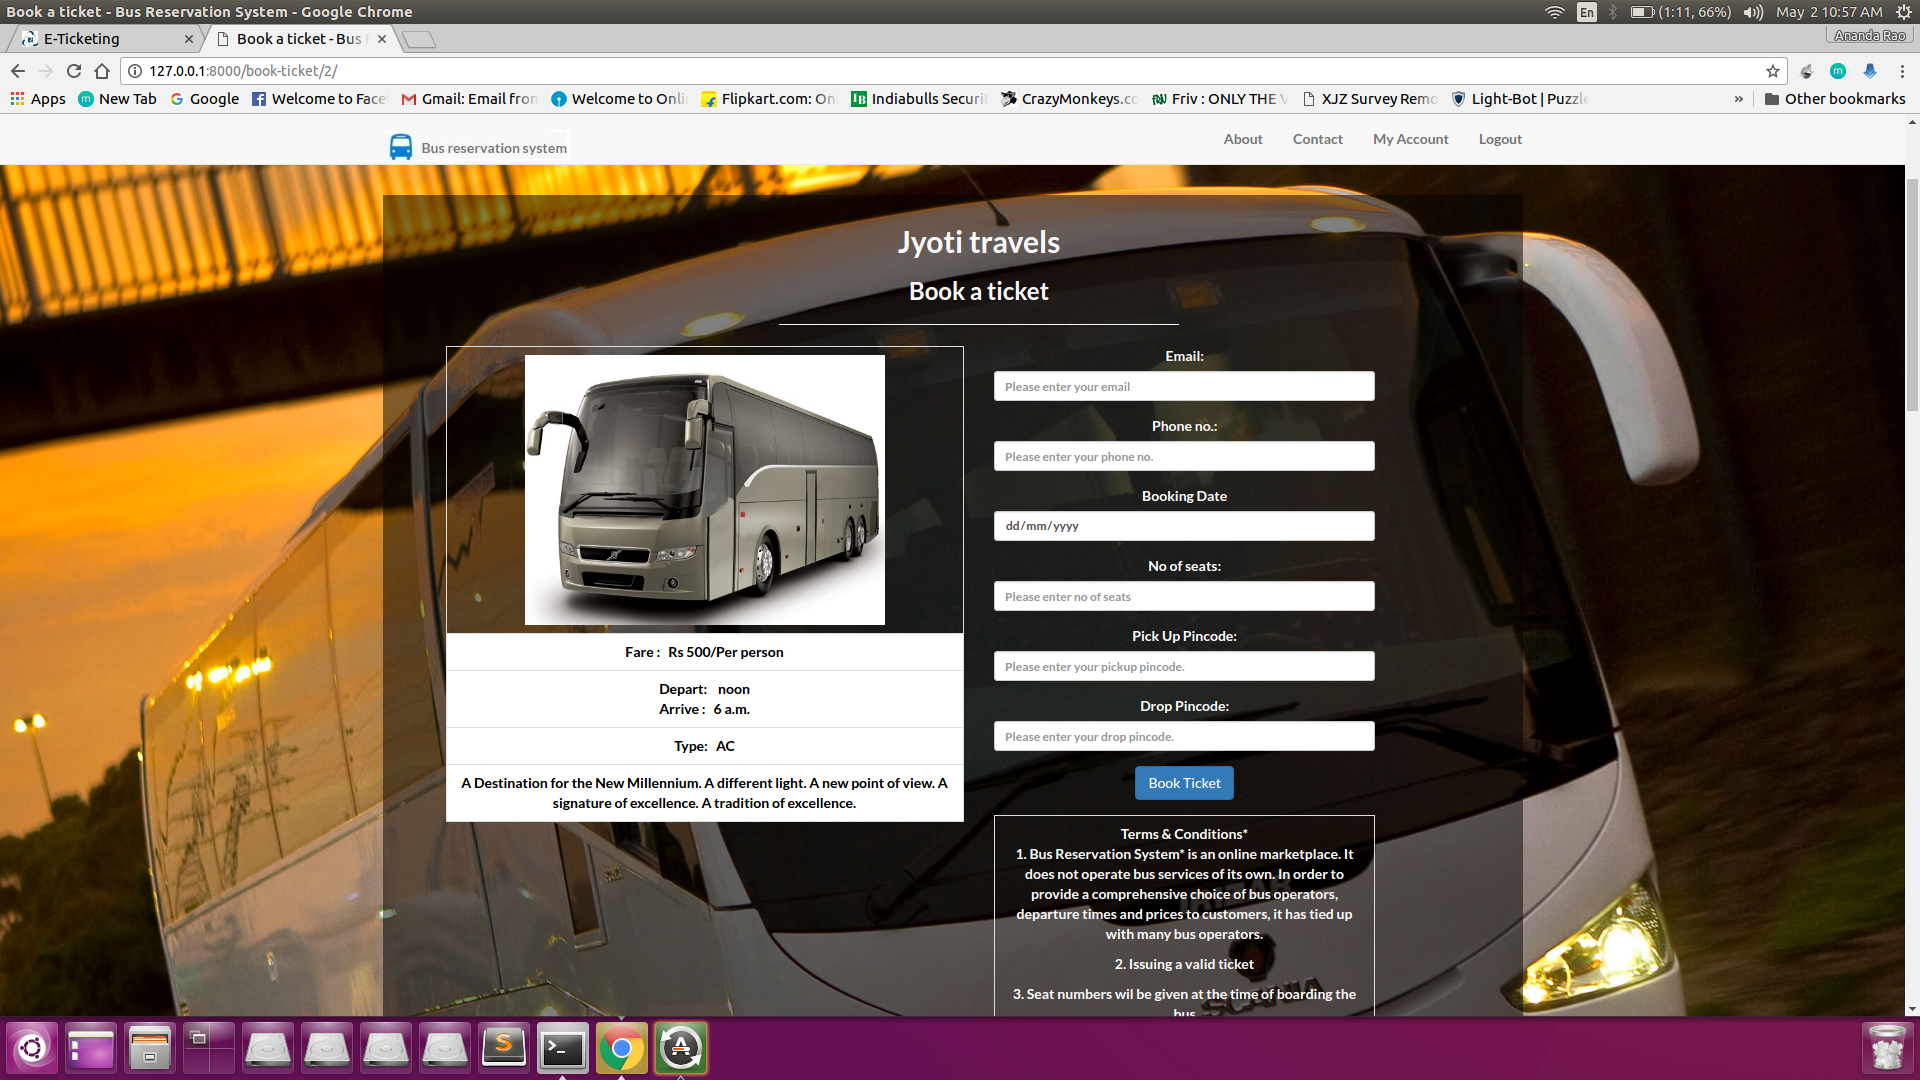 Book a ticket - Bus Reservation System - Google Chrome
En
(1:11, 66%)
May 2 10:57 AM
E-Ticketing
Book a ticket - Bus
Ananda Rao
127.0.0.1:8000/book-ticket/2/
Apps
New Tab
Google
Welcome to Face
Gmail: Email from
Welcome to Onli
Flipkart.com: Onl
Indiabulls Securit
CrazyMonkeys.co
Friv : ONLY THE
XJZ Survey Remo
Light-Bot | Puzzle
»
Other bookmarks
Bus reservation system
About
Contact
My Account
Logout
Jyoti travels
Book a ticket
Fare : Rs 500/Per person
Depart: noon
Arrive : 6 a.m.
Type: AC
A Destination for the New Millennium. A different light. A new point of view. A
signature of excellence. A tradition of excellence.
Email:
Please enter your email
Phone no.:
Please enter your phone no.
Booking Date
dd/mm/yyyy
No of seats:
Please enter no of seats
Pick Up Pincode:
Please enter your pickup pincode.
Drop Pincode:
Please enter your drop pincode.
Book Ticket
Terms & Conditions*
1. Bus Reservation System* is an online marketplace. It
does not operate bus services of its own. In order to
provide a comprehensive choice of bus operators,
departure times and prices to customers, it has tied up
with many bus operators.
2. Issuing a valid ticket
3. Seat numbers wil be given at the time of boarding the
bus
SCANIA